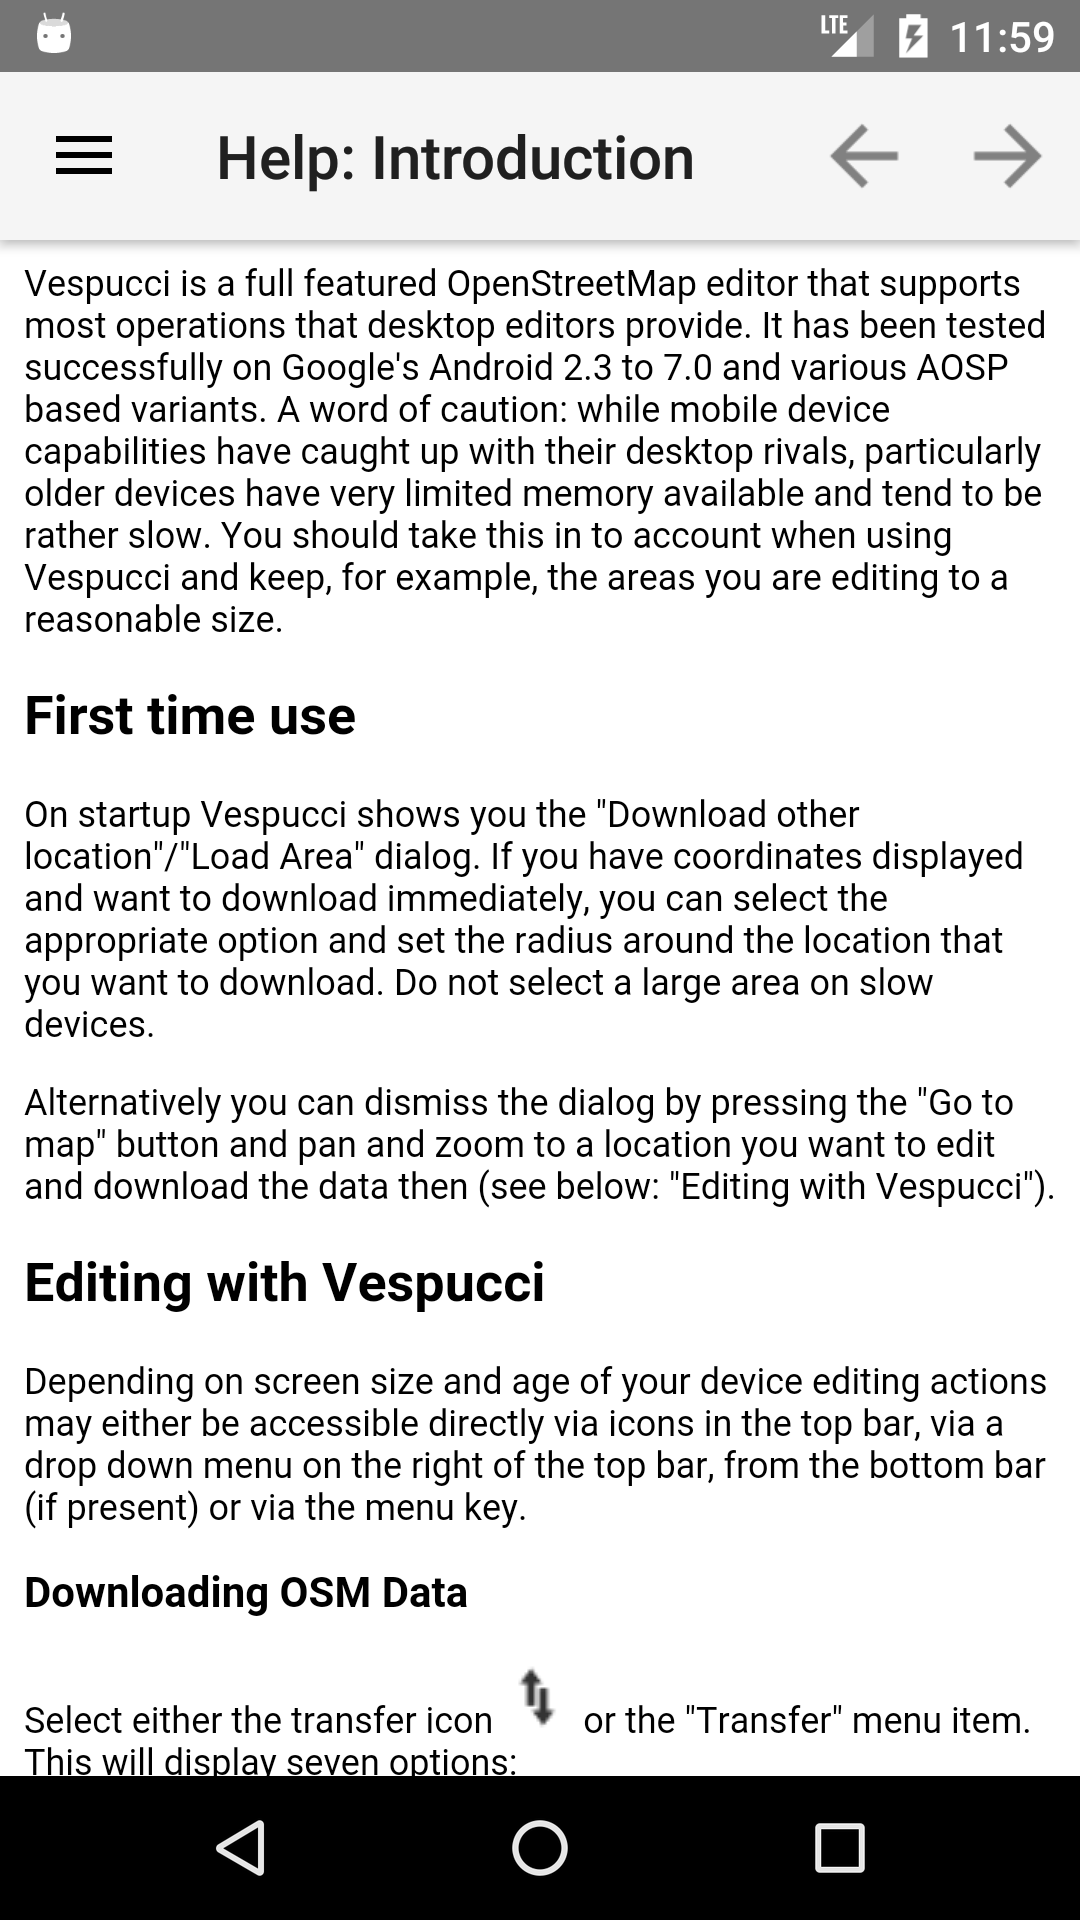 LTE 11:59
Help: Introduction
Vespucci is a full featured OpenStreetMap editor that supports
most operations that desktop editors provide. It has been tested
successfully on Google's Android 2.3 to 7.0 and various AOSP
based variants. A word of caution: while mobile device
capabilities have caught up with their desktop rivals, particularly
older devices have very limited memory available and tend to be
rather slow. You should take this in to account when using
Vespucci and keep, for example, the areas you are editing to a
reasonable size.
First time use
On startup Vespucci shows you the "Download other
location"/"Load Area" dialog. If you have coordinates displayed
and want to download immediately, you can select the
appropriate option and set the radius around the location that
you want to download. Do not select a large area on slow
devices.
Alternatively you can dismiss the dialog by pressing the "Go to
map" button and pan and zoom to a location you want to edit
and download the data then (see below: "Editing with Vespucci").
Editing with Vespucci
Depending on screen size and age of your device editing actions
may either be accessible directly via icons in the top bar, via a
drop down menu on the right of the top bar, from the bottom bar
(if present) or via the menu key.
Downloading OSM Data
Select either the transfer icon or the "Transfer" menu item.
This will display seven options: